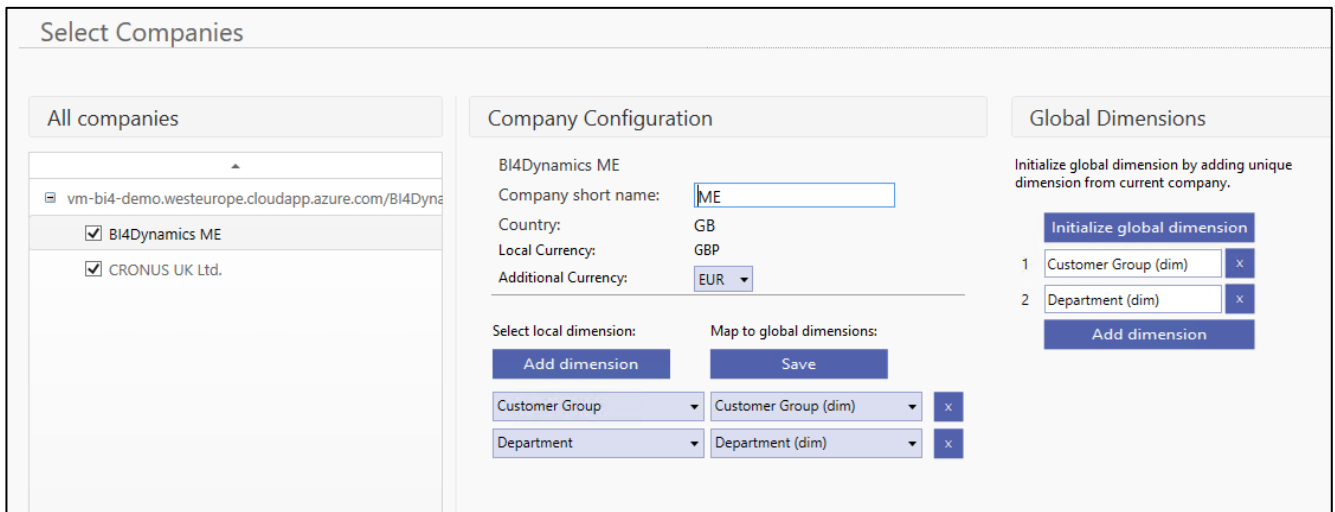 Select Companies
All companies
vm-bi4-demo.westeurope.cloudapp.azure.com/BI4Dyna
BI4Dynamics ME
CRONUS UK Ltd.
Company Configuration
BI4Dynamics ME
Company short name: ME
Country: GB
Local Currency: GBP
Additional Currency: EUR
Select local dimension: Map to global dimensions:
Add dimension Save
Customer Group Customer Group (dim) x
Department Department (dim) x
Global Dimensions
Initialize global dimension by adding unique
dimension from current company.
Initialize global dimension
1 Customer Group (dim) x
2 Department (dim) x
Add dimension